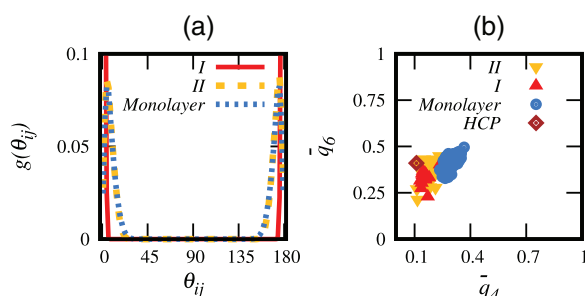 (a)
g(θij)
0.1
0.05
0
0 45 90 135 180
θij
I
II
Monolayer
(b)
q̄6
1
0.75
0.5
0.25
0
0.1 0.4 0.7 1
q̄4
II
I
Monolayer
HCP